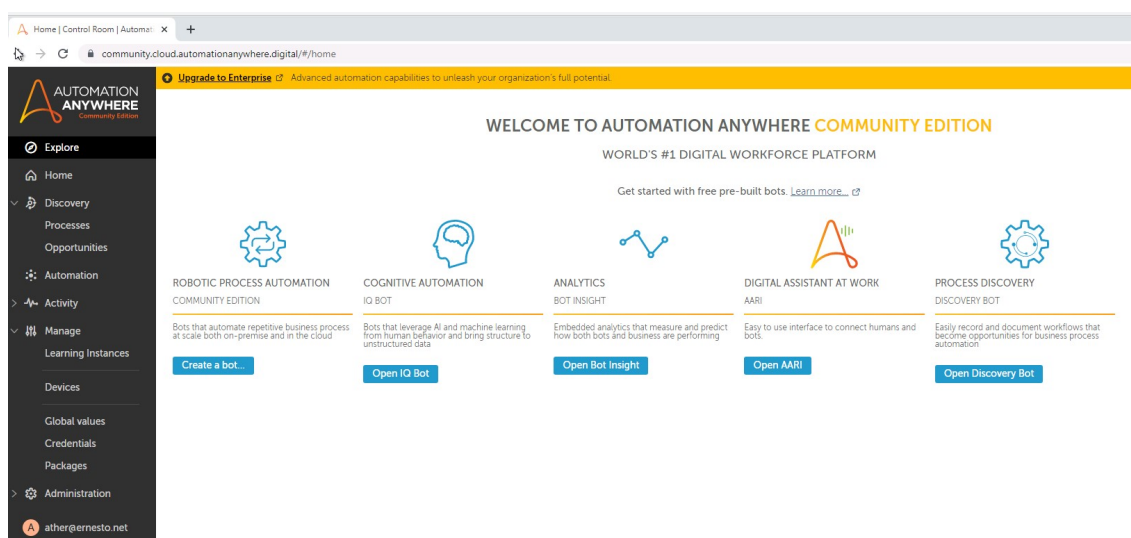 Home | Control Room | Automat
community.cloud.automationanywhere.digital/#/home
AUTOMATION
ANYWHERE
Community Edition
Upgrade to Enterprise Advanced automation capabilities to unleash your organization's full potential.
Explore
Home
Discovery
Processes
Opportunities
Automation
Activity
Manage
Learning Instances
Devices
Global values
Credentials
Packages
Administration
A
ather@ernesto.net
WELCOME TO AUTOMATION ANYWHERE COMMUNITY EDITION
WORLD'S #1 DIGITAL WORKFORCE PLATFORM
Get started with free pre-built bots. Learn more...
ROBOTIC PROCESS AUTOMATION
COMMUNITY EDITION
Bots that automate repetitive business process
at scale both on-premise and in the cloud
Create a bot...
COGNITIVE AUTOMATION
IQ BOT
Bots that leverage AI and machine learning
from human behavior and bring structure to
unstructured data
Open IQ Bot
ANALYTICS
BOT INSIGHT
Embedded analytics that measure and predict
how both bots and business are performing
Open Bot Insight
DIGITAL ASSISTANT AT WORK
AARI
Easy to use interface to connect humans and
bots.
Open AARI
PROCESS DISCOVERY
DISCOVERY BOT
Easily record and document workflows that
become opportunities for business process
automation
Open Discovery Bot